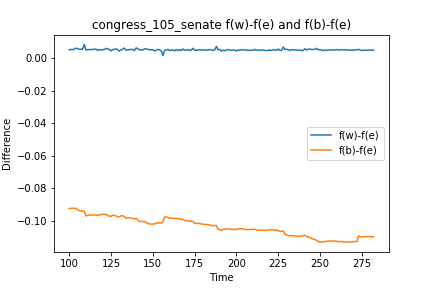 congress_105_senate f(w)-f(e) and f(b)-f(e)
0.00
−0.02
−0.04
−0.06
−0.08
−0.10
Difference
f(w)-f(e)
f(b)-f(e)
100
125
150
175
200
225
250
275
Time